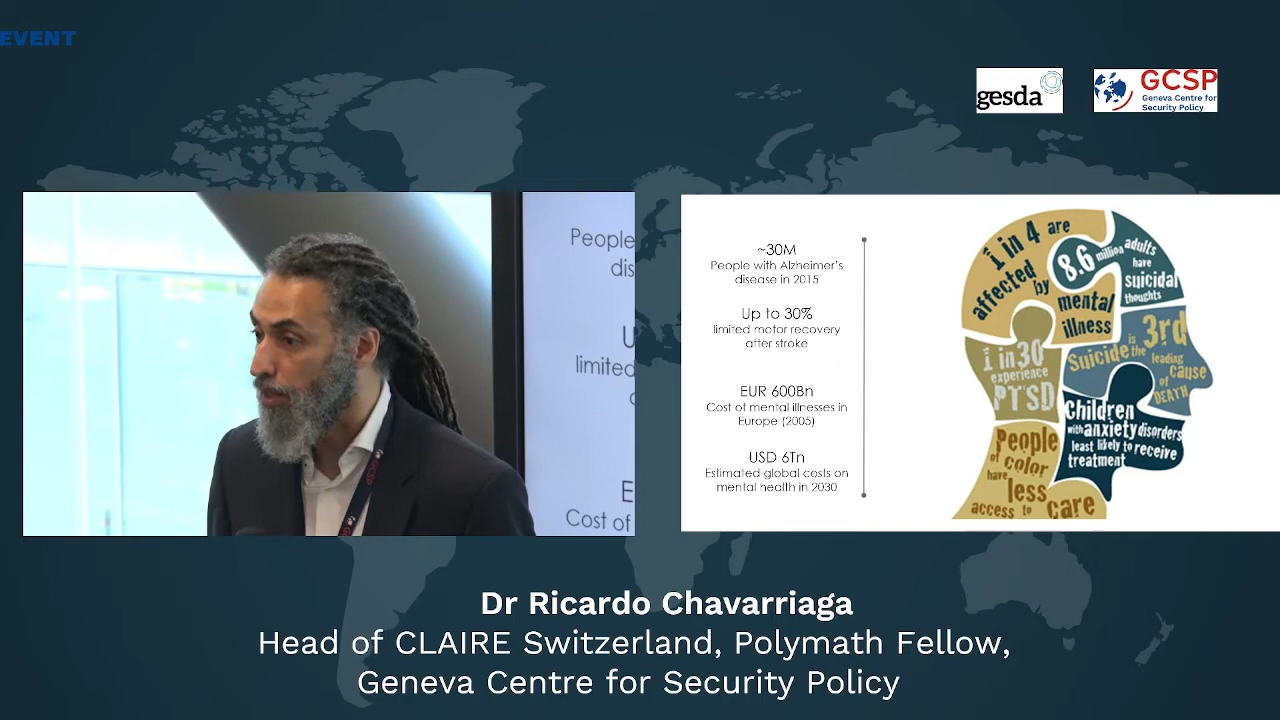 EVENT
gesda
GCSP
Geneva Centre for
Security Policy
People
dis
U
limited
E
Cost of
GCSP
~30M
People with Alzheimer's
disease in 2015
Up to 30%
limited motor recovery
after stroke
EUR 600Bn
Cost of mental illnesses in
Europe (2005)
USD 6Tn
Estimated global costs on
mental health in 2030
1 in 4 are
affected by
mental
illness
8.6 million adults
have
suicidal
thoughts
1 in 30
experience
PTSD
Suicide is the 3rd
leading
cause
of
DEATH
Children
with anxiety disorders
least likely to receive
treatment
People
of color
have
less
access to care
Dr Ricardo Chavarriaga
Head of CLAIRE Switzerland, Polymath Fellow,
Geneva Centre for Security Policy